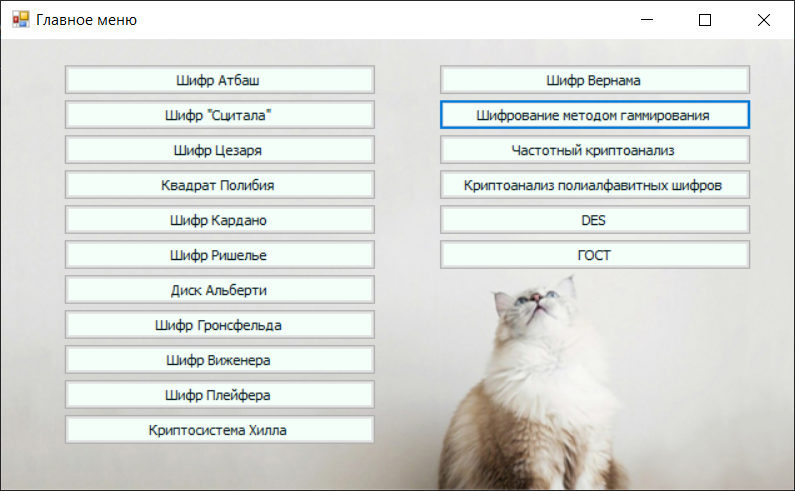 Главное меню
Шифр Атбаш
Шифр "Сцитала"
Шифр Цезаря
Квадрат Полибия
Шифр Кардано
Шифр Ришелье
Диск Альберти
Шифр Гронсфельда
Шифр Виженера
Шифр Плейфера
Криптосистема Хилла
Шифр Вернама
Шифрование методом гаммирования
Частотный криптоанализ
Криптоанализ полиалфавитных шифров
DES
ГОСТ